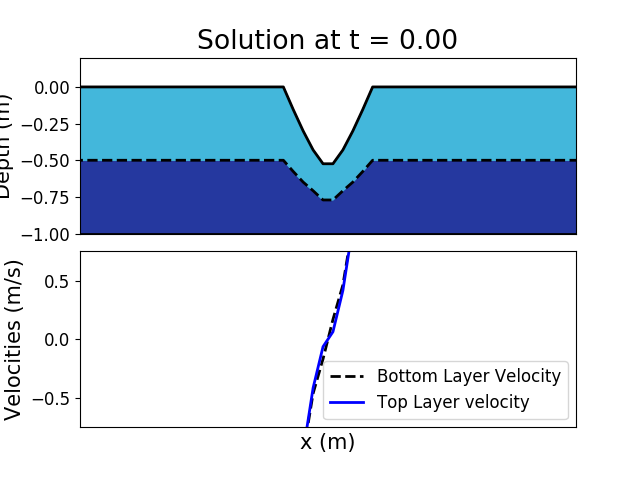 Solution at t = 0.00
Depth (m)
0.00
−0.25
−0.50
−0.75
−1.00
Velocities (m/s)
0.5
0.0
−0.5
Bottom Layer Velocity
Top Layer velocity
x (m)